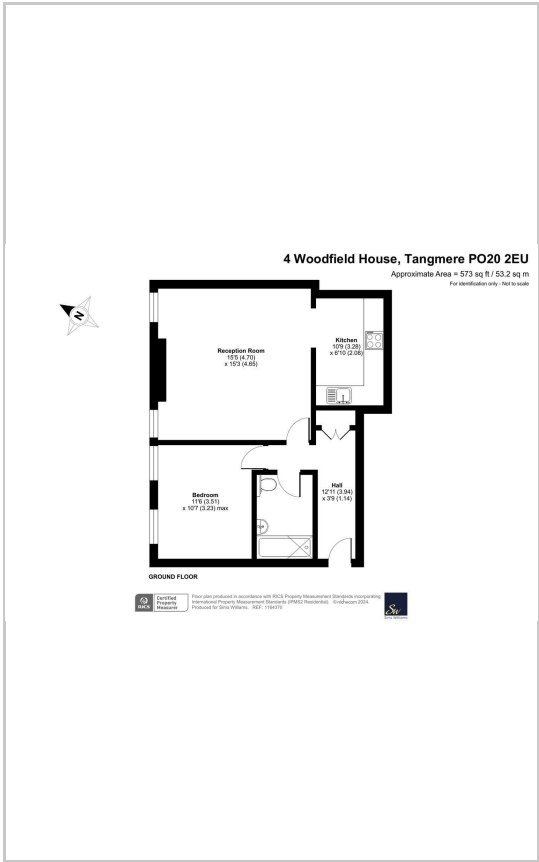 4 Woodfield House, Tangmere PO20 2EU
Approximate Area = 573 sq ft / 53.2 sq m
For identification only - Not to scale
N
Kitchen
10'9 (3.28)
x 6'10 (2.08)
Reception Room
15'5 (4.70)
x 15'3 (4.65)
Hall
12'11 (3.94)
x 3'9 (1.14)
Bedroom
11'6 (3.51)
x 10'7 (3.23) max
GROUND FLOOR
RICS
Certified
Property
Measurer
Floor plan produced in accordance with RICS Property Measurement Standards incorporating
International Property Measurement Standards (IPMS2 Residential). ©nichecom 2024.
Produced for Sims Williams. REF: 1194370
Sw
Sims Williams